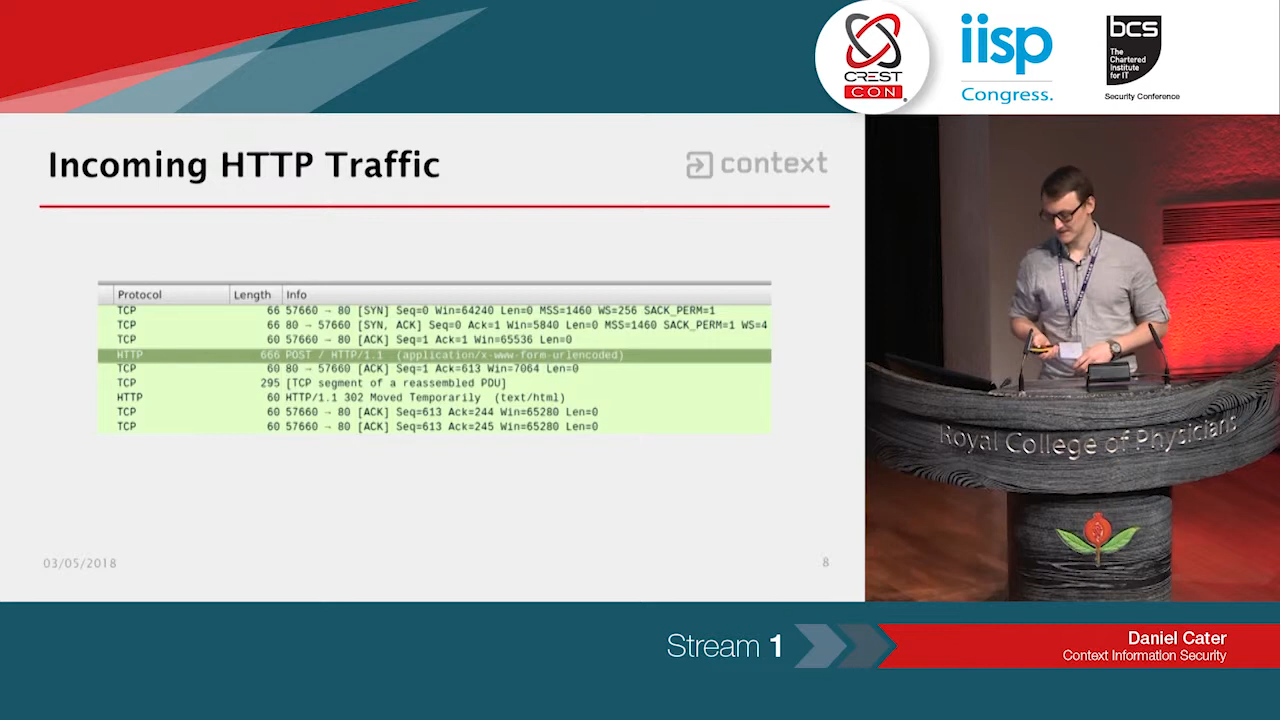 CREST
CON
iisp
Congress.
bcs
The
Chartered
Institute
for IT
Security Conference
Incoming HTTP Traffic
context
Protocol Length Info
TCP 66 57660 → 80 [SYN] Seq=0 Win=64240 Len=0 MSS=1460 WS=256 SACK_PERM=1
TCP 66 80 → 57660 [SYN, ACK] Seq=0 Ack=1 Win=5840 Len=0 MSS=1460 SACK_PERM=1 WS=4
TCP 60 57660 → 80 [ACK] Seq=1 Ack=1 Win=65536 Len=0
HTTP 666 POST / HTTP/1.1 (application/x-www-form-urlencoded)
TCP 60 80 → 57660 [ACK] Seq=1 Ack=613 Win=7064 Len=0
TCP 295 [TCP segment of a reassembled PDU]
HTTP 60 HTTP/1.1 302 Moved Temporarily (text/html)
TCP 60 57660 → 80 [ACK] Seq=613 Ack=244 Win=65280 Len=0
TCP 60 57660 → 80 [ACK] Seq=613 Ack=245 Win=65280 Len=0
Royal College of Physicians
03/05/2018 8
Stream 1
Daniel Cater
Context Information Security